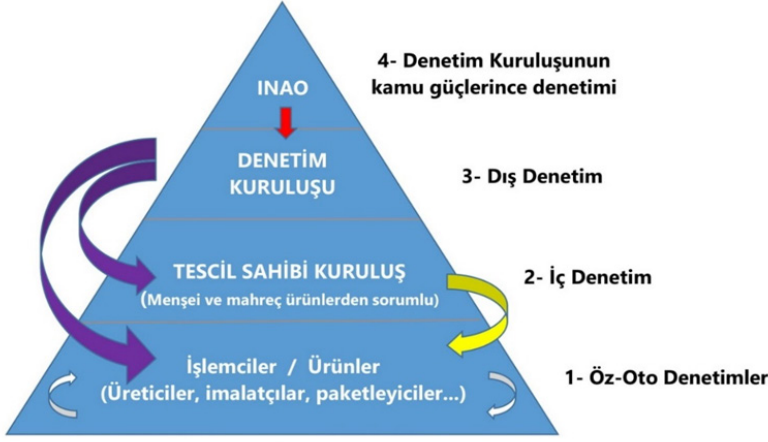 INAO
4- Denetim Kuruluşunun
kamu güçlerince denetimi
DENETİM
KURULUŞU
3- Dış Denetim
TESCIL SAHİBİ KURULUŞ
(Menşei ve mahreç ürünlerden sorumlu)
2- İç Denetim
İşlemciler / Ürünler
(Üreticiler, imalatçılar, paketleyiciler...)
1- Öz-Oto Denetimler